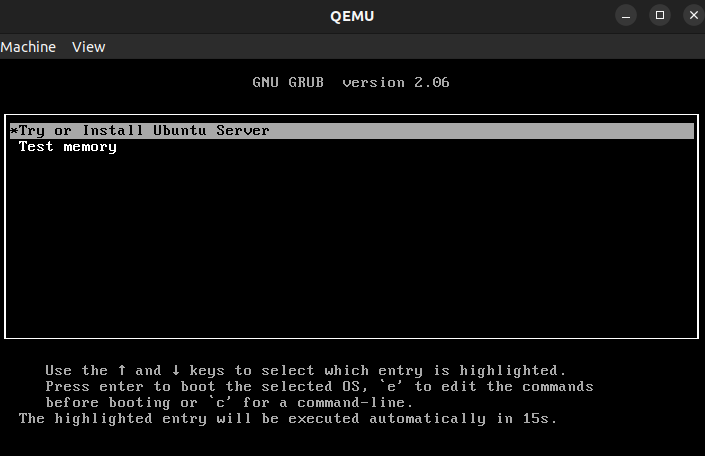 QEMU
Machine View
GNU GRUB version 2.06
*Try or Install Ubuntu Server
Test memory
Use the ↑ and ↓ keys to select which entry is highlighted.
Press enter to boot the selected OS, `e' to edit the commands
before booting or `c' for a command-line.
The highlighted entry will be executed automatically in 15s.